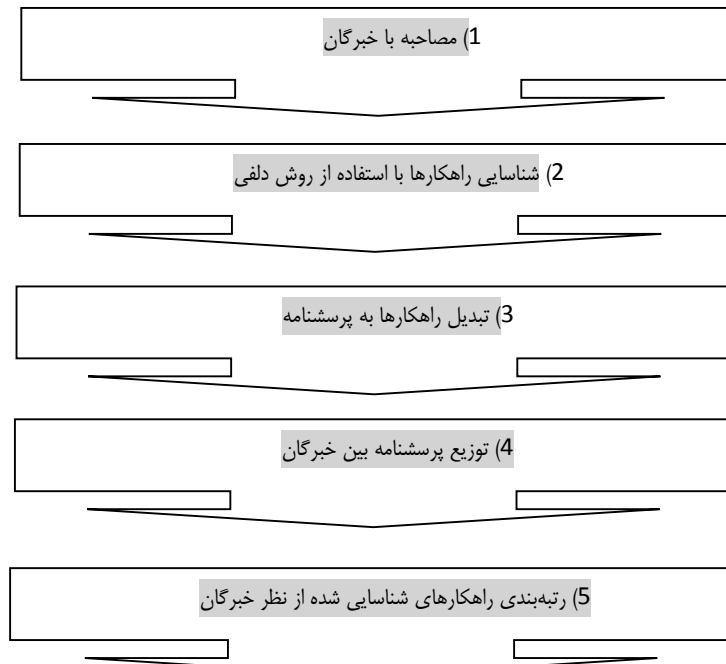 1) مصاحبه با خبرگان
2) شناسایی راهکارها با استفاده از روش دلفی
3) تبدیل راهکارها به پرسشنامه
4) توزیع پرسشنامه بین خبرگان
5) رتبه‌بندی راهکارهای شناسایی شده از نظر خبرگان